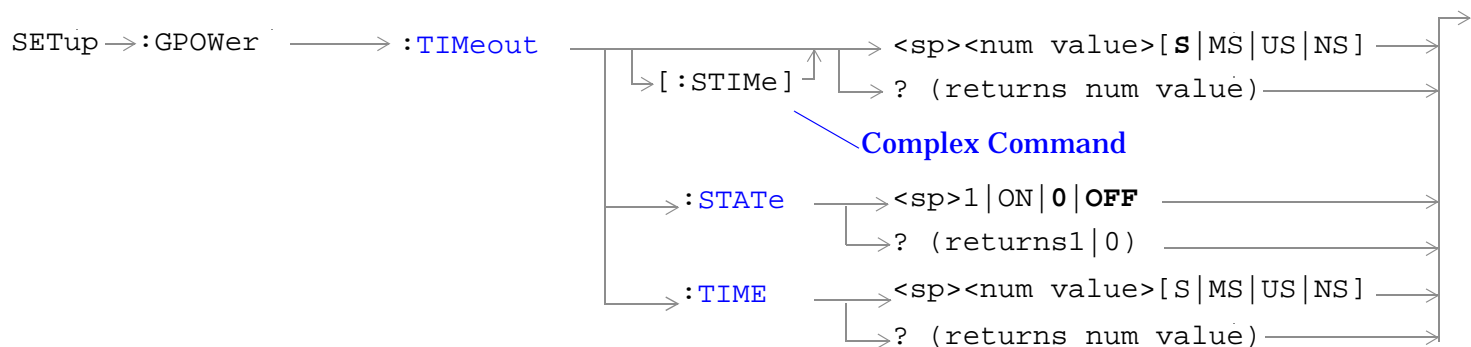 SETup :GPOWer :TIMeout <sp><num value>[S|MS|US|NS]
[:STIMe] ? (returns num value)
Complex Command
:STATe <sp>1|ON|0|OFF
? (returns1|0)
:TIME <sp><num value>[S|MS|US|NS]
? (returns num value)